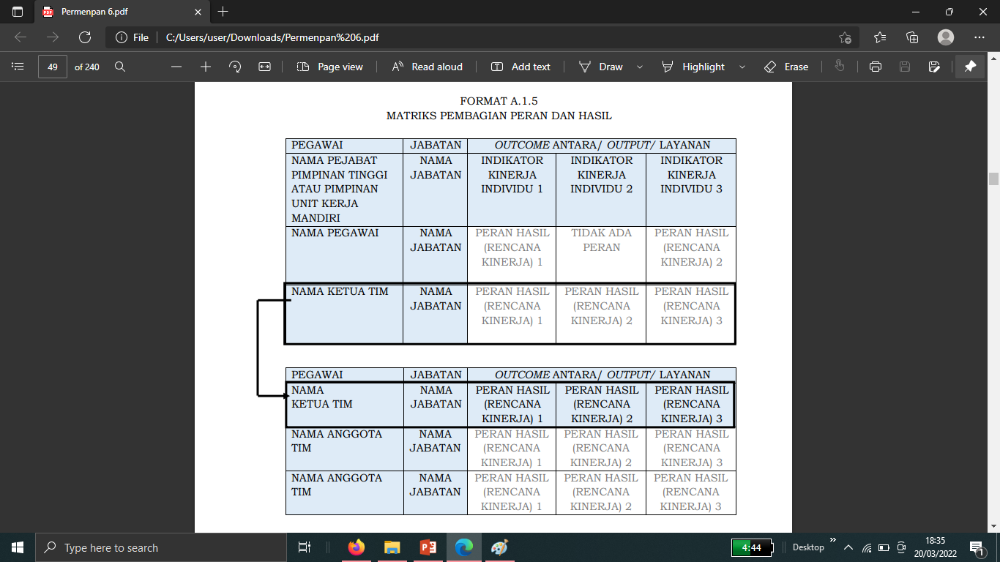 Permenpan 6.pdf
File
C:/Users/user/Downloads/Permenpan%206.pdf
49 of 240
Page view
Read aloud
Add text
Draw
Highlight
Erase
FORMAT A.1.5
MATRIKS PEMBAGIAN PERAN DAN HASIL
PEGAWAI JABATAN OUTCOME ANTARA/ OUTPUT/ LAYANAN
NAMA PEJABAT NAMA INDIKATOR INDIKATOR INDIKATOR
PIMPINAN TINGGI JABATAN KINERJA KINERJA KINERJA
ATAU PIMPINAN INDIVIDU 1 INDIVIDU 2 INDIVIDU 3
UNIT KERJA
MANDIRI
NAMA PEGAWAI NAMA PERAN HASIL TIDAK ADA PERAN HASIL
JABATAN (RENCANA PERAN (RENCANA
KINERJA) 1 KINERJA) 2
NAMA KETUA TIM NAMA PERAN HASIL PERAN HASIL PERAN HASIL
JABATAN (RENCANA (RENCANA (RENCANA
KINERJA) 1 KINERJA) 2 KINERJA) 3
PEGAWAI JABATAN OUTCOME ANTARA/ OUTPUT/ LAYANAN
NAMA NAMA PERAN HASIL PERAN HASIL PERAN HASIL
KETUA TIM JABATAN (RENCANA (RENCANA (RENCANA
KINERJA) 1 KINERJA) 2 KINERJA) 3
NAMA ANGGOTA NAMA PERAN HASIL PERAN HASIL PERAN HASIL
TIM JABATAN (RENCANA (RENCANA (RENCANA
KINERJA) 1 KINERJA) 2 KINERJA) 3
NAMA ANGGOTA NAMA PERAN HASIL PERAN HASIL PERAN HASIL
TIM JABATAN (RENCANA (RENCANA (RENCANA
KINERJA) 1 KINERJA) 2 KINERJA) 3
Type here to search
4:44
Desktop
18:35
20/03/2022
1